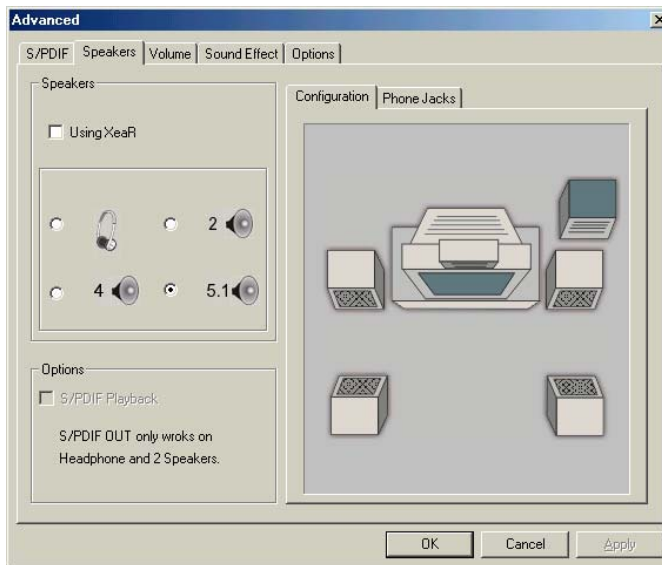 Advanced
S/PDIF Speakers Volume Sound Effect Options
Speakers
Using XeaR
2
4 5.1
Options
S/PDIF Playback
S/PDIF OUT only wroks on
Headphone and 2 Speakers.
Configuration Phone Jacks
OK Cancel Apply